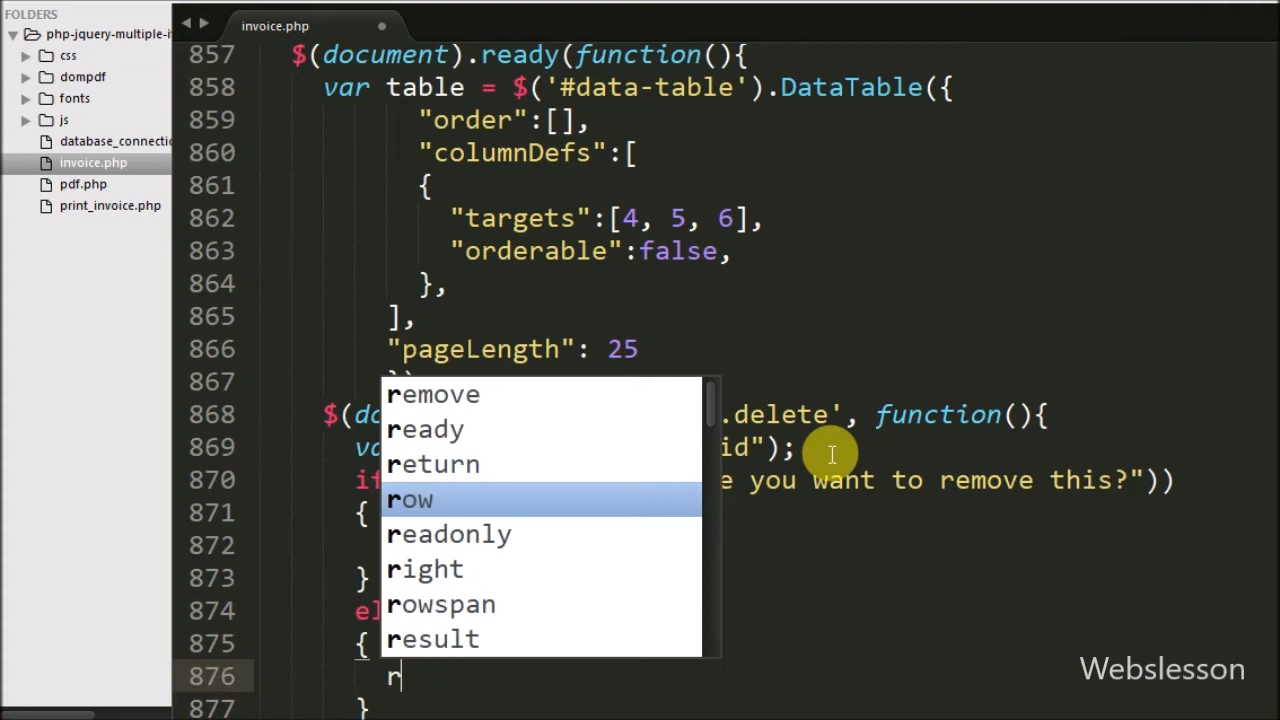 FOLDERS
php-jquery-multiple-i
css
dompdf
fonts
js
database_connectio
invoice.php
pdf.php
print_invoice.php
invoice.php
857 $(document).ready(function(){
858 var table = $('#data-table').DataTable({
859 "order":[],
860 "columnDefs":[
861 {
862 "targets":[4, 5, 6],
863 "orderable":false,
864 },
865 ],
866 "pageLength": 25
867
868 $(do .delete', function(){
869 va id");
870 if e you want to remove this?"))
871 {
872
873 }
874 el
875 {
876 r
877 }
remove
ready
return
row
readonly
right
rowspan
result
Webslesson